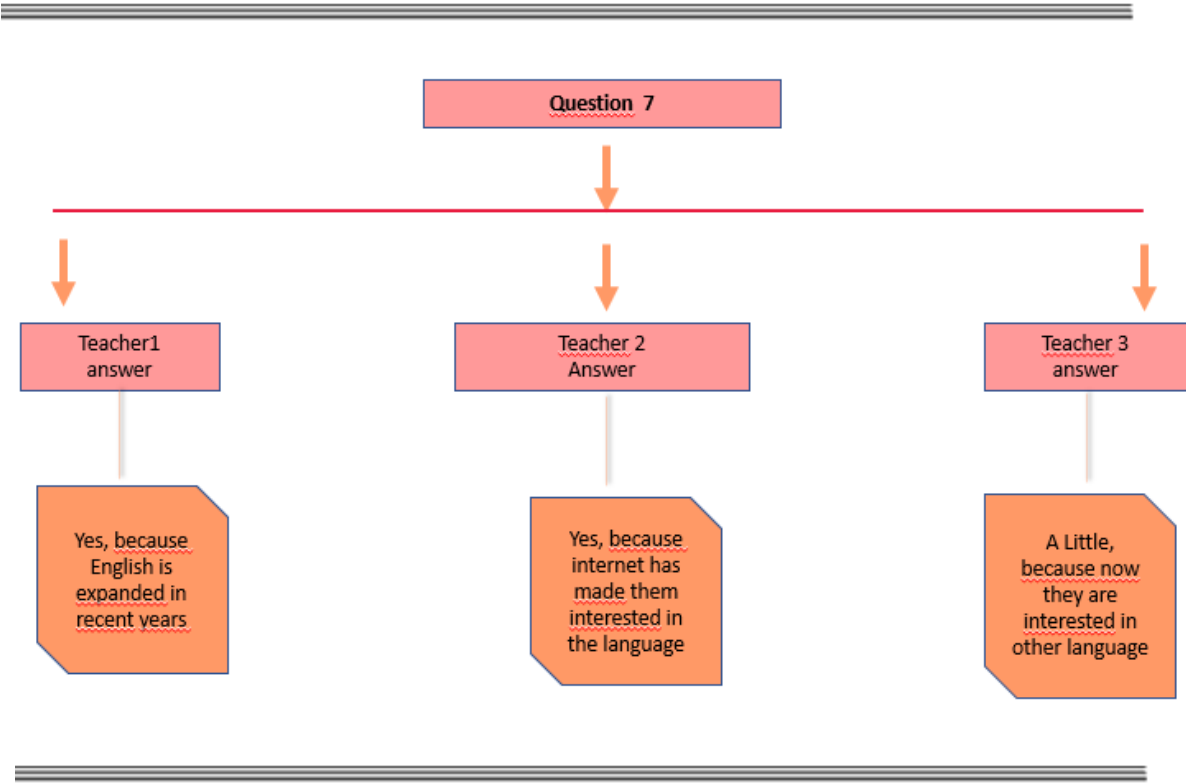 Question 7
Teacher1
answer
Teacher 2
Answer
Teacher 3
answer
Yes, because
English is
expanded in
recent years
Yes, because
internet has
made them
interested in
the language
A Little,
because now
they are
interested in
other language